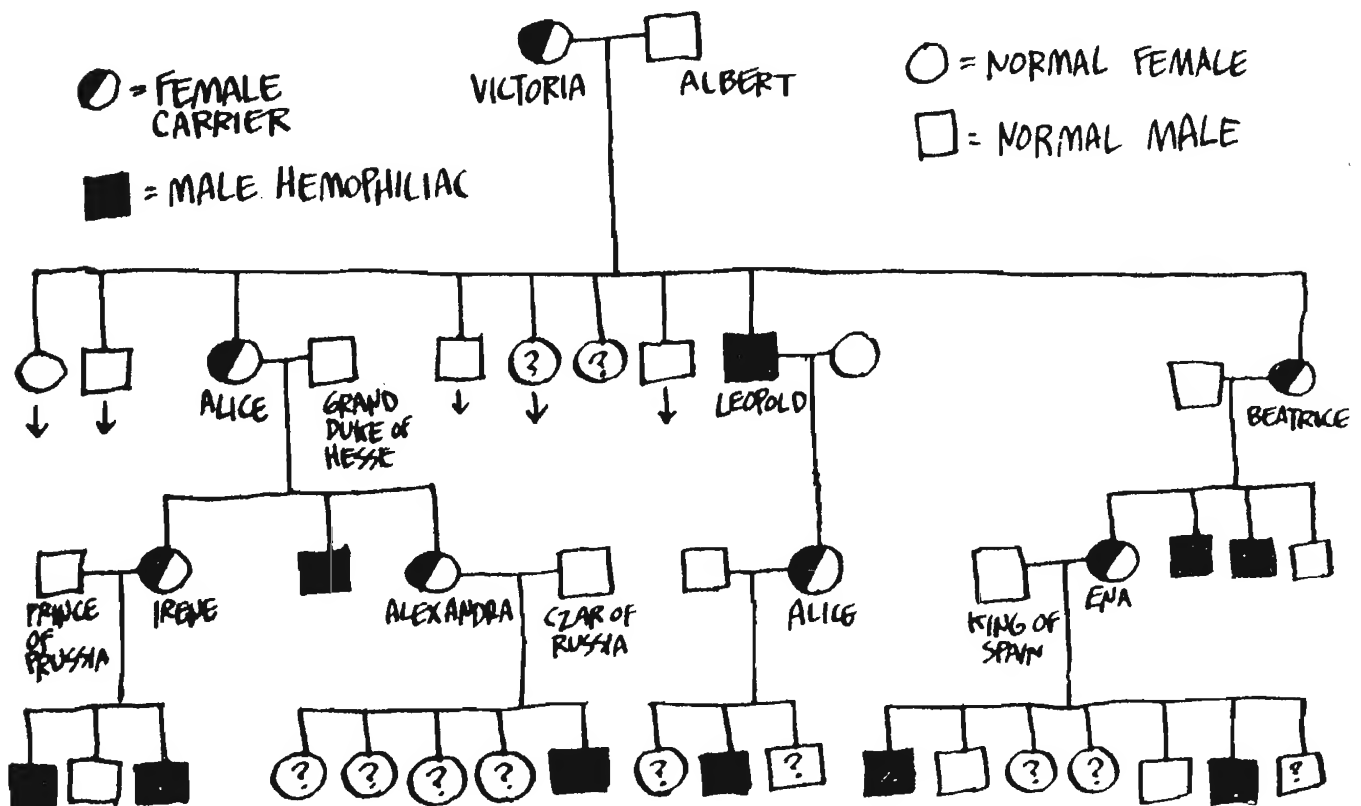 VICTORIA
ALBERT
= FEMALE
CARRIER
= MALE HEMOPHILIAC
= NORMAL FEMALE
= NORMAL MALE
? ?
ALICE
GRAND
DUKE OF
HESSE
LEOPOLD
BEATRICE
PRINCE
OF
PRUSSIA
IRENE
ALEXANDRA
CZAR OF
RUSSIA
ALICE
KING OF
SPAIN
ENA
? ? ? ? ? ? ? ? ?